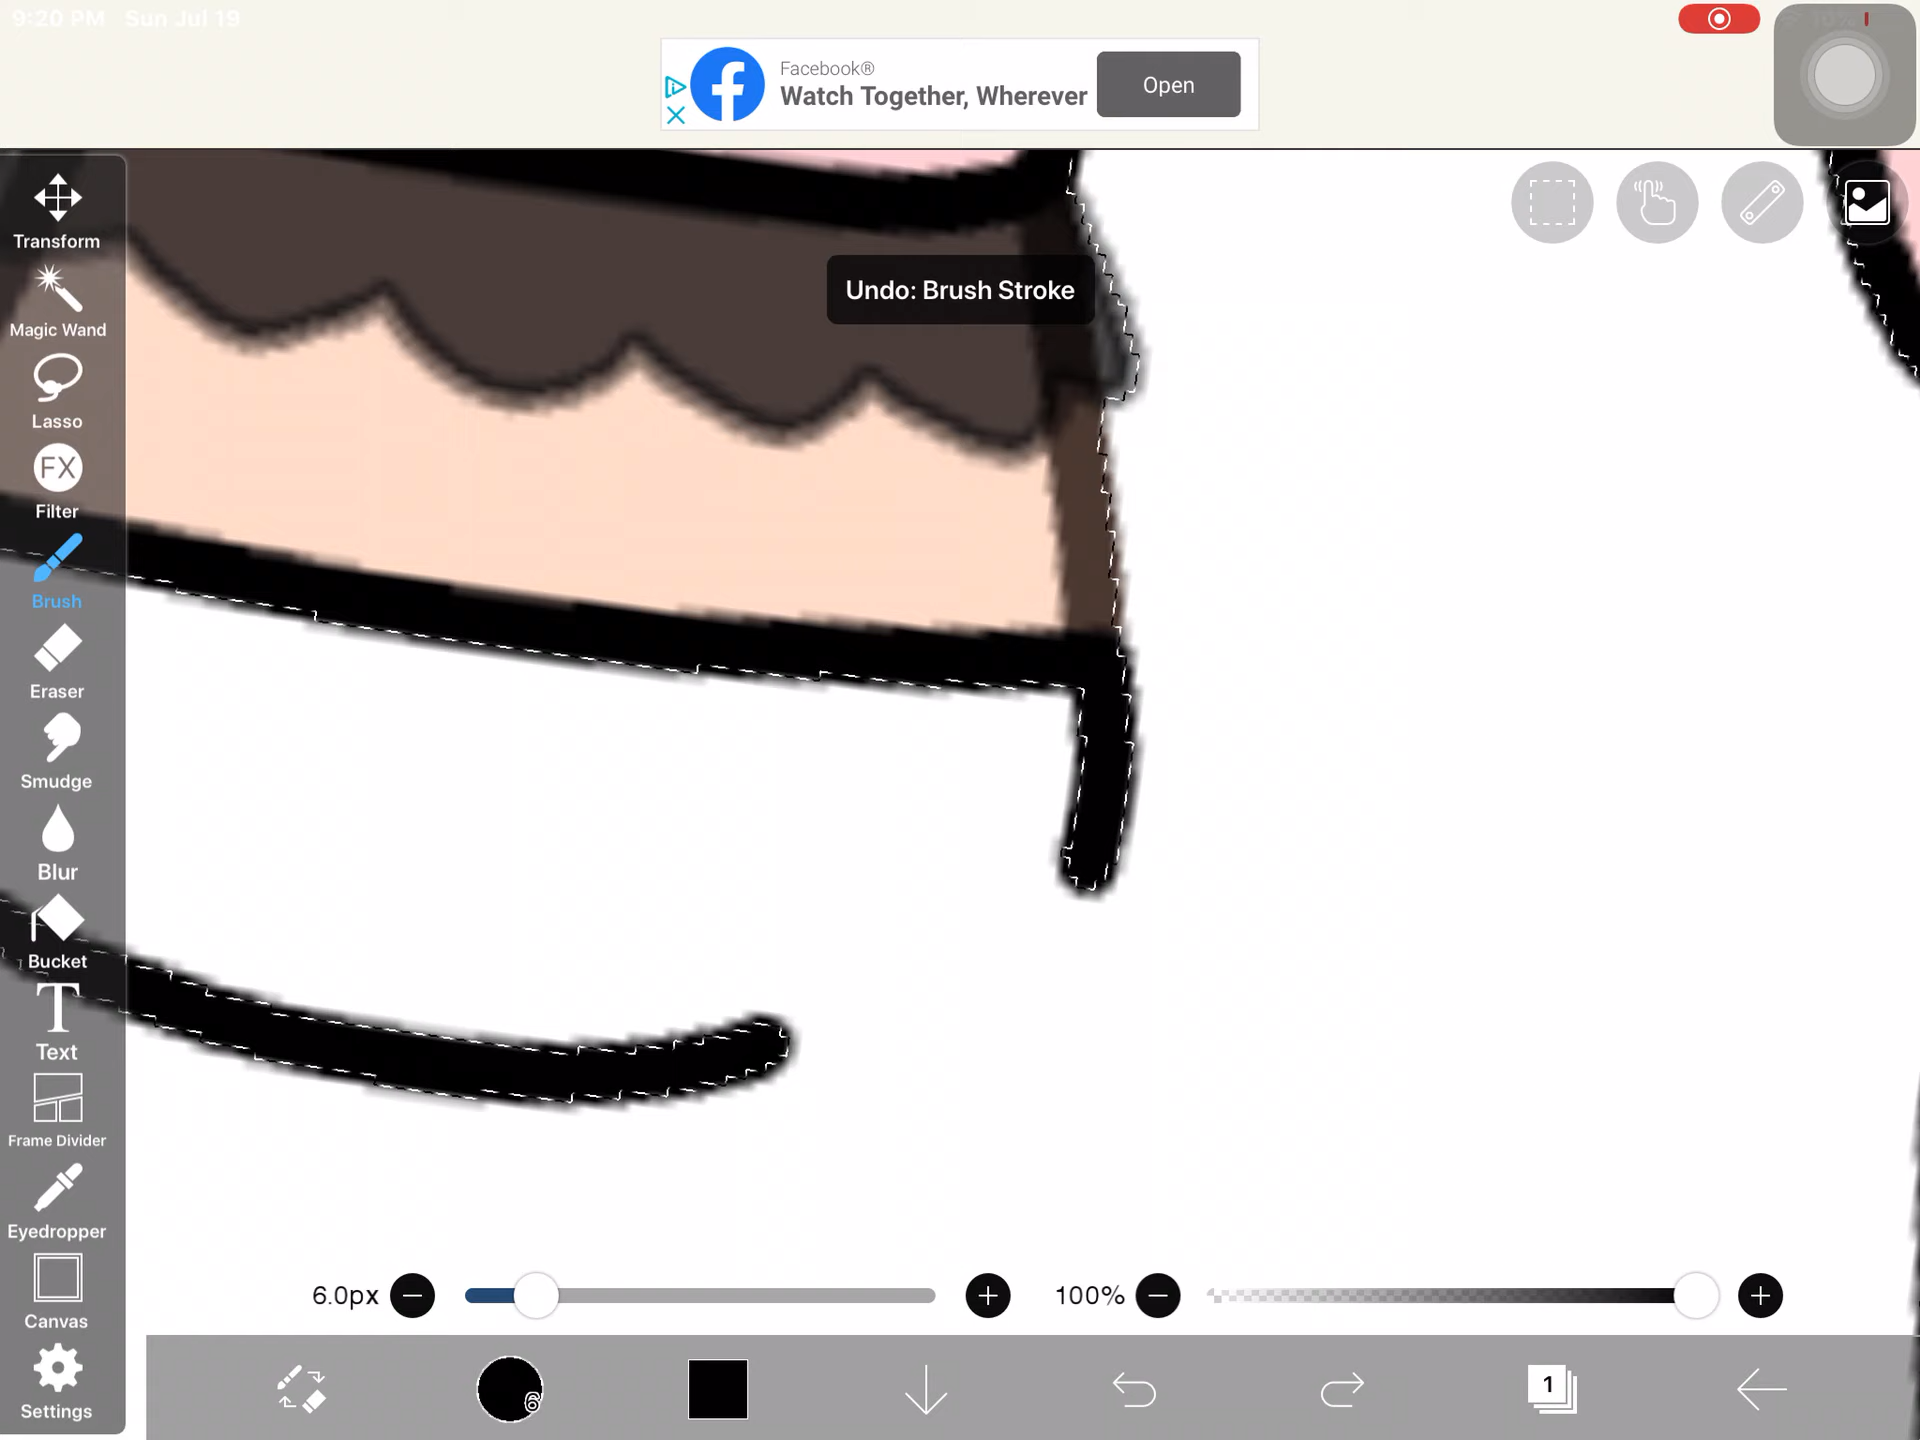 9:20 PM Sun Jul 19
Facebook®
Watch Together, Wherever
Open
Transform
Magic Wand
Lasso
FX
Filter
Brush
Eraser
Smudge
Blur
Bucket
T
Text
Frame Divider
Eyedropper
Canvas
Settings
Undo: Brush Stroke
6.0px
100%
6
1